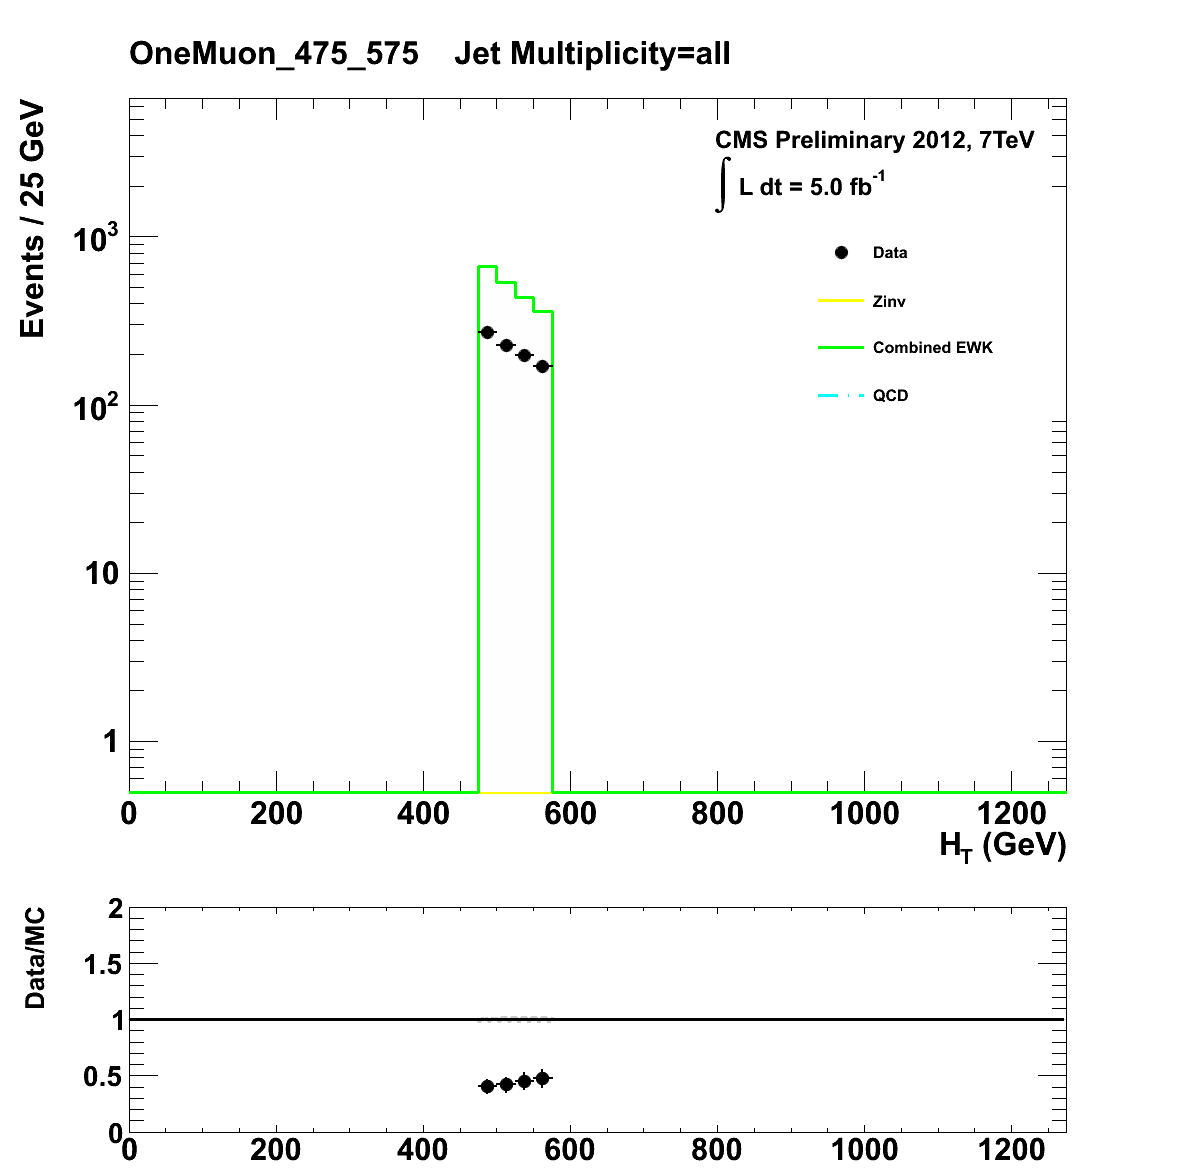 OneMuon_475_575 Jet Multiplicity=all
Events / 25 GeV
CMS Preliminary 2012, 7TeV
∫ L dt = 5.0 fb⁻¹
Data
Zinv
Combined EWK
QCD
10³
10²
10
1
0 200 400 600 800 1000 1200
H_T (GeV)
Data/MC
2
1.5
1
0.5
0
0 200 400 600 800 1000 1200